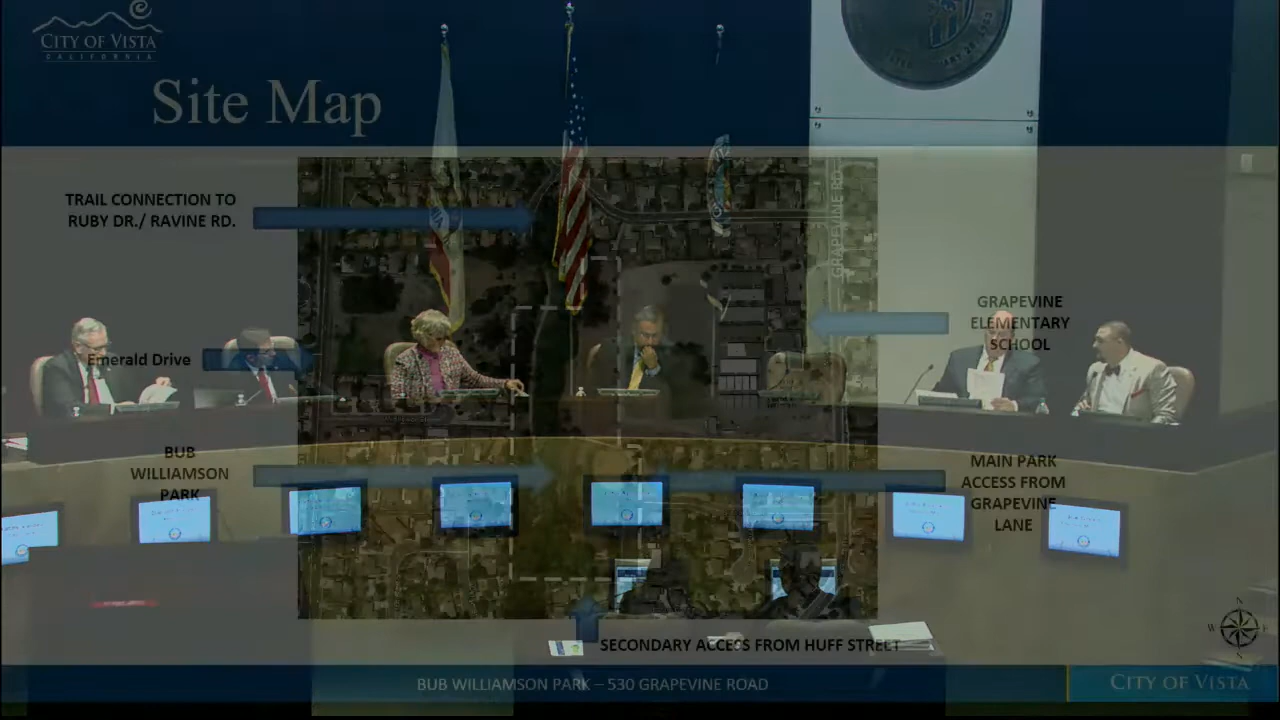 CITY OF VISTA
CALIFORNIA
Site Map
TRAIL CONNECTION TO
RUBY DR./ RAVINE RD.
GRAPEVINE RD
GRAPEVINE
ELEMENTARY
SCHOOL
Emerald Drive
BUB
WILLIAMSON
PARK
MAIN PARK
ACCESS FROM
GRAPEVINE
LANE
N
W E
SECONDARY ACCESS FROM HUFF STREET
BUB WILLIAMSON PARK – 530 GRAPEVINE ROAD
CITY OF VISTA